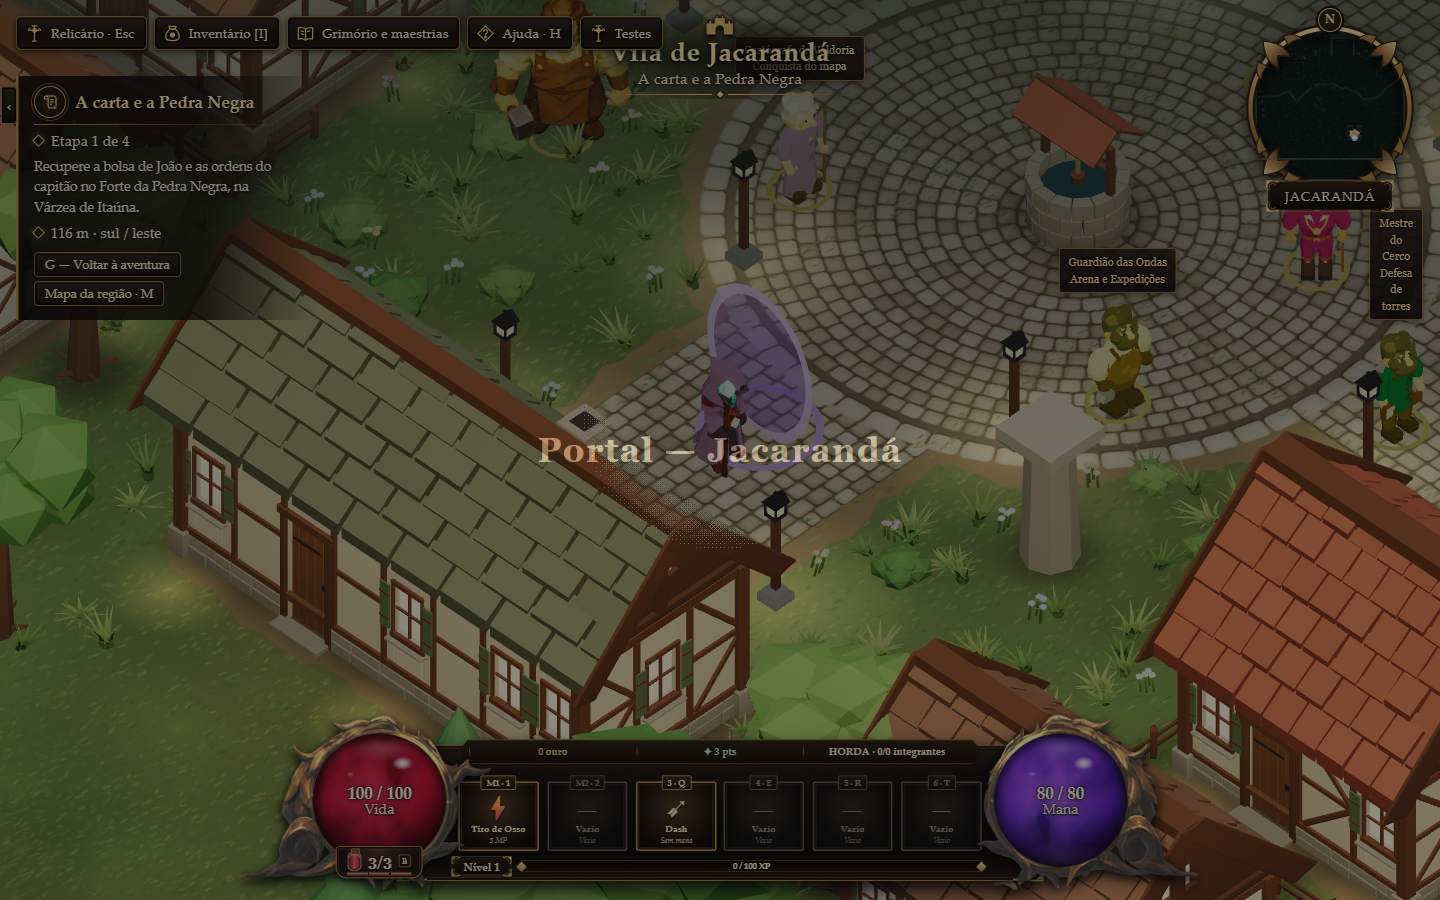 Relicário · Esc
Inventário [I]
Grimório e maestrias
Ajuda · H
Testes
Vila de Jacarandá
A carta e a Pedra Negra
Conquista do mapa
N
JACARANDÁ
A carta e a Pedra Negra
Etapa 1 de 4
Recupere a bolsa de João e as ordens do
capitão no Forte da Pedra Negra, na
Várzea de Itaúna.
116 m · sul / leste
G — Voltar à aventura
Mapa da região · M
Guardião das Ondas
Arena e Expedições
Mestre
do
Cerco
Defesa
de
torres
Portal — Jacarandá
0 ouro
3 pts
HORDA · 0/0 integrantes
100 / 100
Vida
3/3
B
M1 · 1
Tiro de Osso
5 MP
M2 · 2
Vazio
Vazio
3 · Q
Dash
Sem mana
4 · E
Vazio
Vazio
5 · R
Vazio
Vazio
6 · T
Vazio
Vazio
80 / 80
Mana
Nível 1
0 / 100 XP